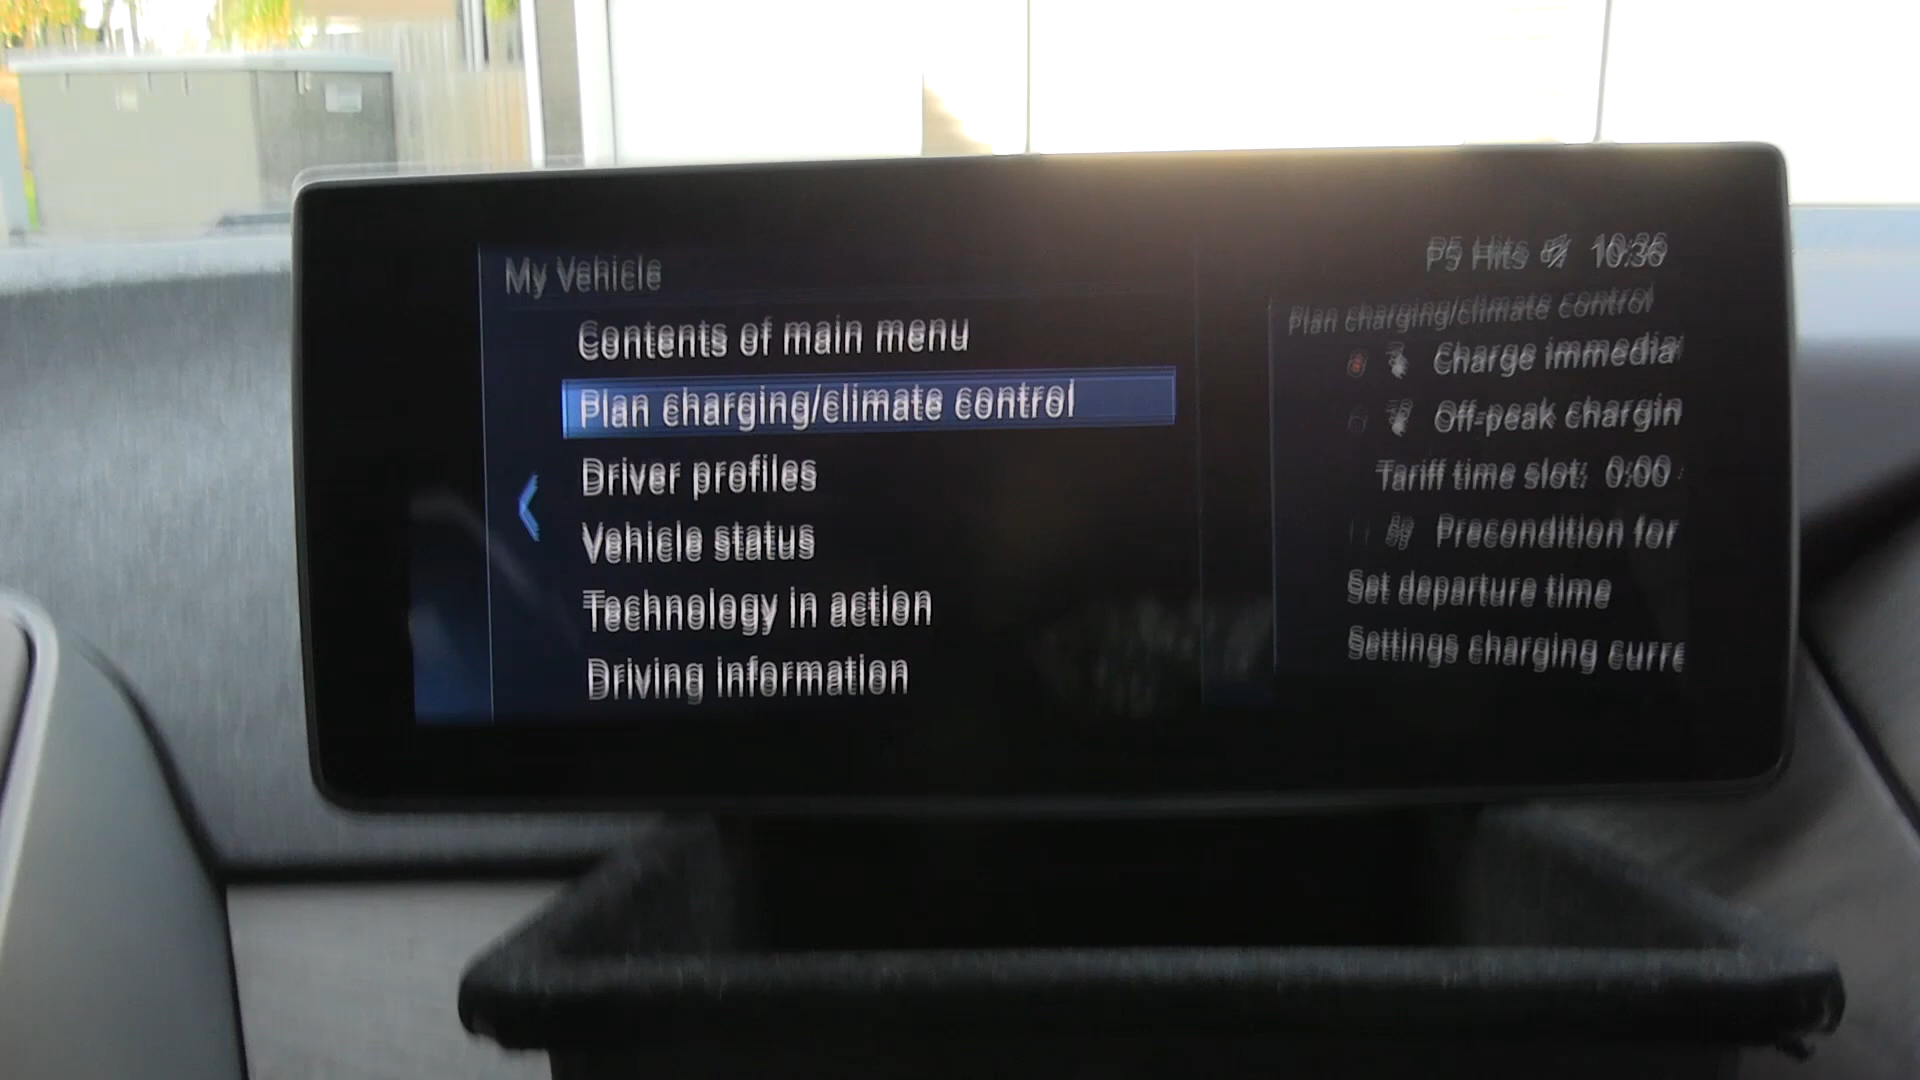 My Vehicle
Contents of main menu
Plan charging/climate control
Driver profiles
Vehicle status
Technology in action
Driving information
P5 Hits 10:36
Plan charging/climate control
Charge immedia
Off-peak chargin
Tariff time slot: 0:00
Precondition for
Set departure time
Settings charging curre